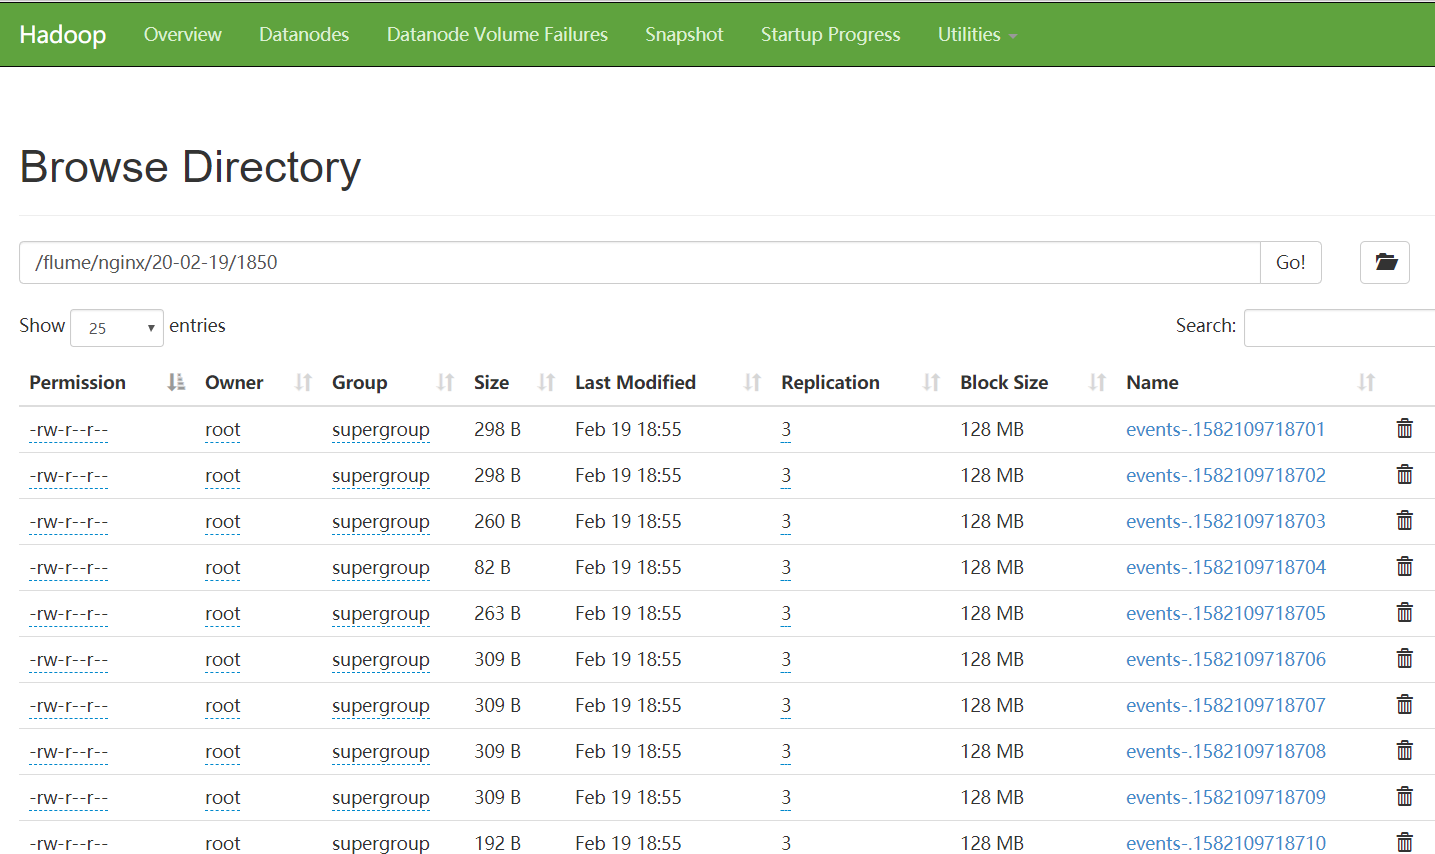 Hadoop Overview Datanodes Datanode Volume Failures Snapshot Startup Progress Utilities
Browse Directory
/flume/nginx/20-02-19/1850 Go!
Show 25 entries Search:
Permission Owner Group Size Last Modified Replication Block Size Name
-rw-r--r-- root supergroup 298 B Feb 19 18:55 3 128 MB events-.1582109718701
-rw-r--r-- root supergroup 298 B Feb 19 18:55 3 128 MB events-.1582109718702
-rw-r--r-- root supergroup 260 B Feb 19 18:55 3 128 MB events-.1582109718703
-rw-r--r-- root supergroup 82 B Feb 19 18:55 3 128 MB events-.1582109718704
-rw-r--r-- root supergroup 263 B Feb 19 18:55 3 128 MB events-.1582109718705
-rw-r--r-- root supergroup 309 B Feb 19 18:55 3 128 MB events-.1582109718706
-rw-r--r-- root supergroup 309 B Feb 19 18:55 3 128 MB events-.1582109718707
-rw-r--r-- root supergroup 309 B Feb 19 18:55 3 128 MB events-.1582109718708
-rw-r--r-- root supergroup 309 B Feb 19 18:55 3 128 MB events-.1582109718709
-rw-r--r-- root supergroup 192 B Feb 19 18:55 3 128 MB events-.1582109718710